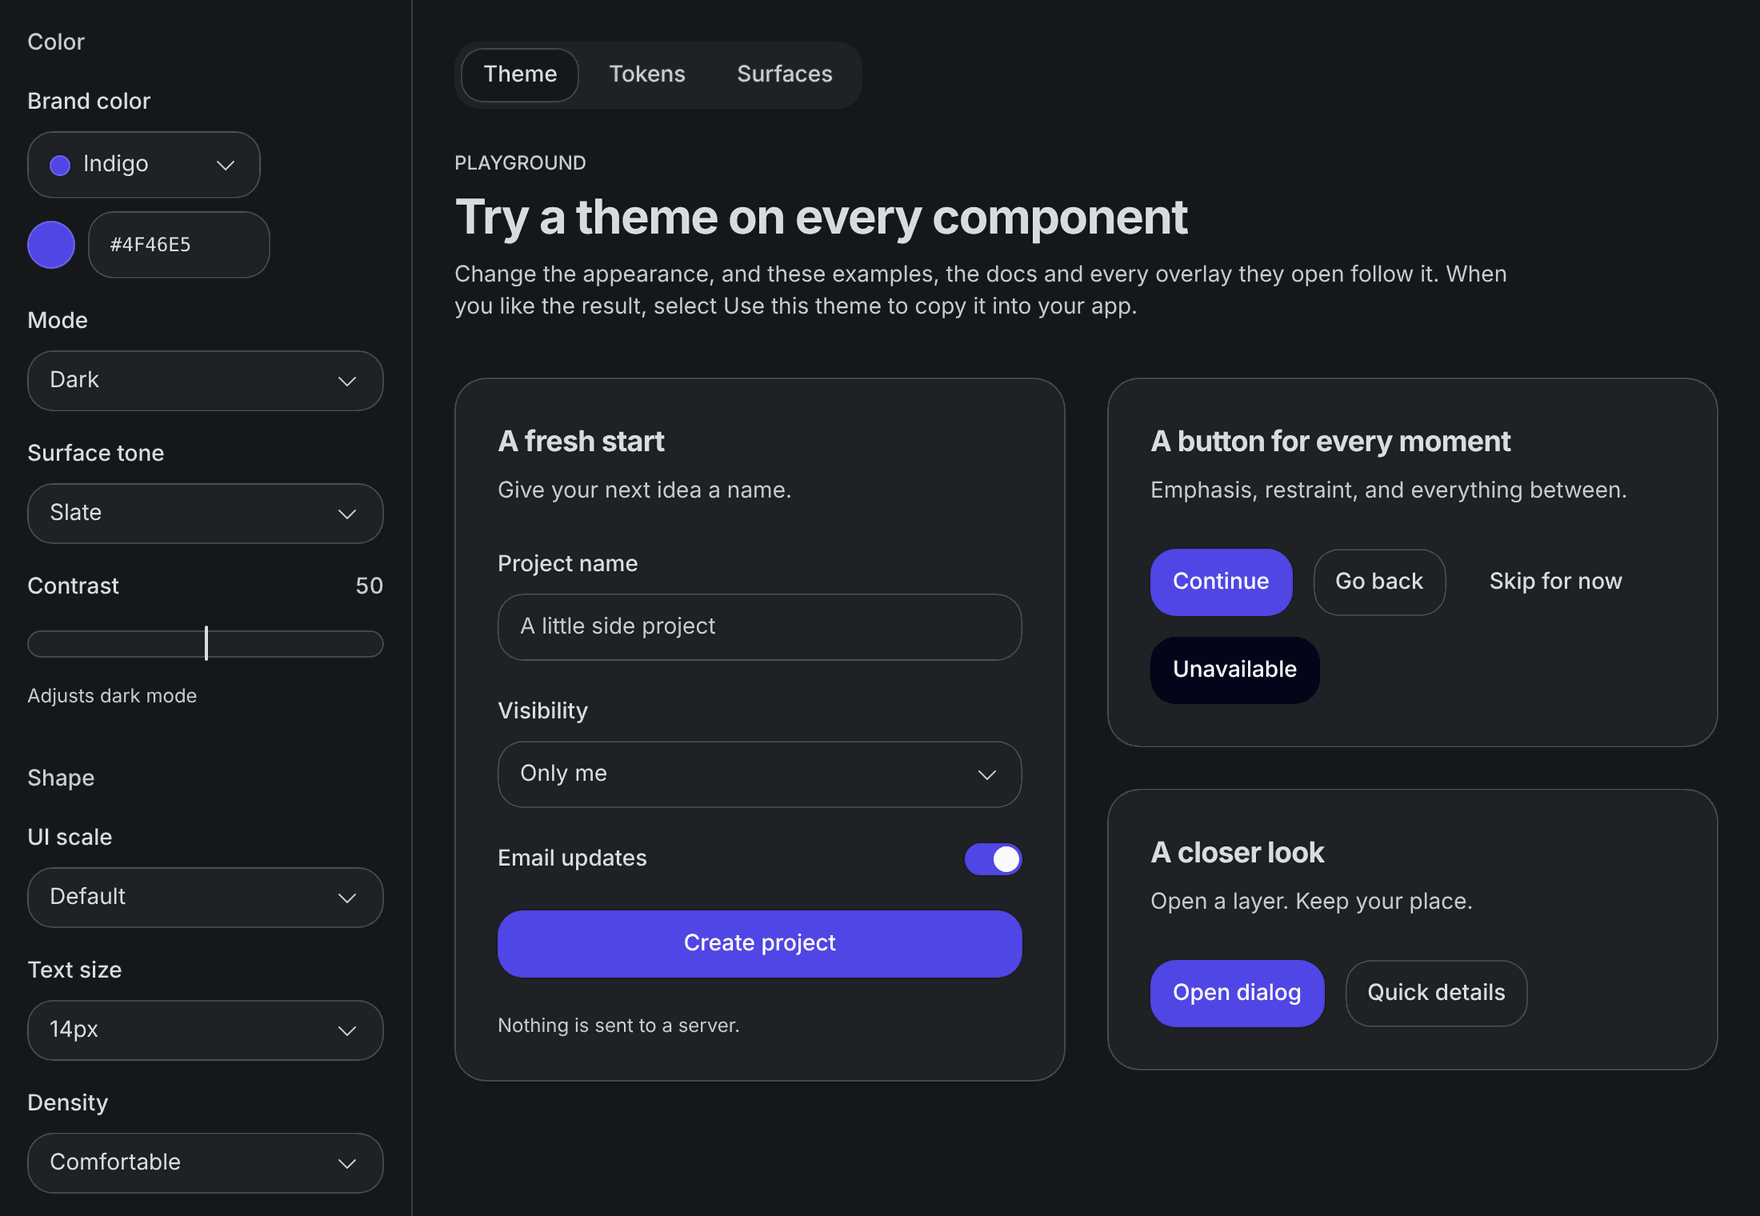 Color
Brand color
Indigo
#4F46E5
Mode
Dark
Surface tone
Slate
Contrast 50
Adjusts dark mode
Shape
UI scale
Default
Text size
14px
Density
Comfortable
Theme Tokens Surfaces
PLAYGROUND
Try a theme on every component
Change the appearance, and these examples, the docs and every overlay they open follow it. When
you like the result, select Use this theme to copy it into your app.
A fresh start
Give your next idea a name.
Project name
A little side project
Visibility
Only me
Email updates
Create project
Nothing is sent to a server.
A button for every moment
Emphasis, restraint, and everything between.
Continue Go back Skip for now
Unavailable
A closer look
Open a layer. Keep your place.
Open dialog Quick details